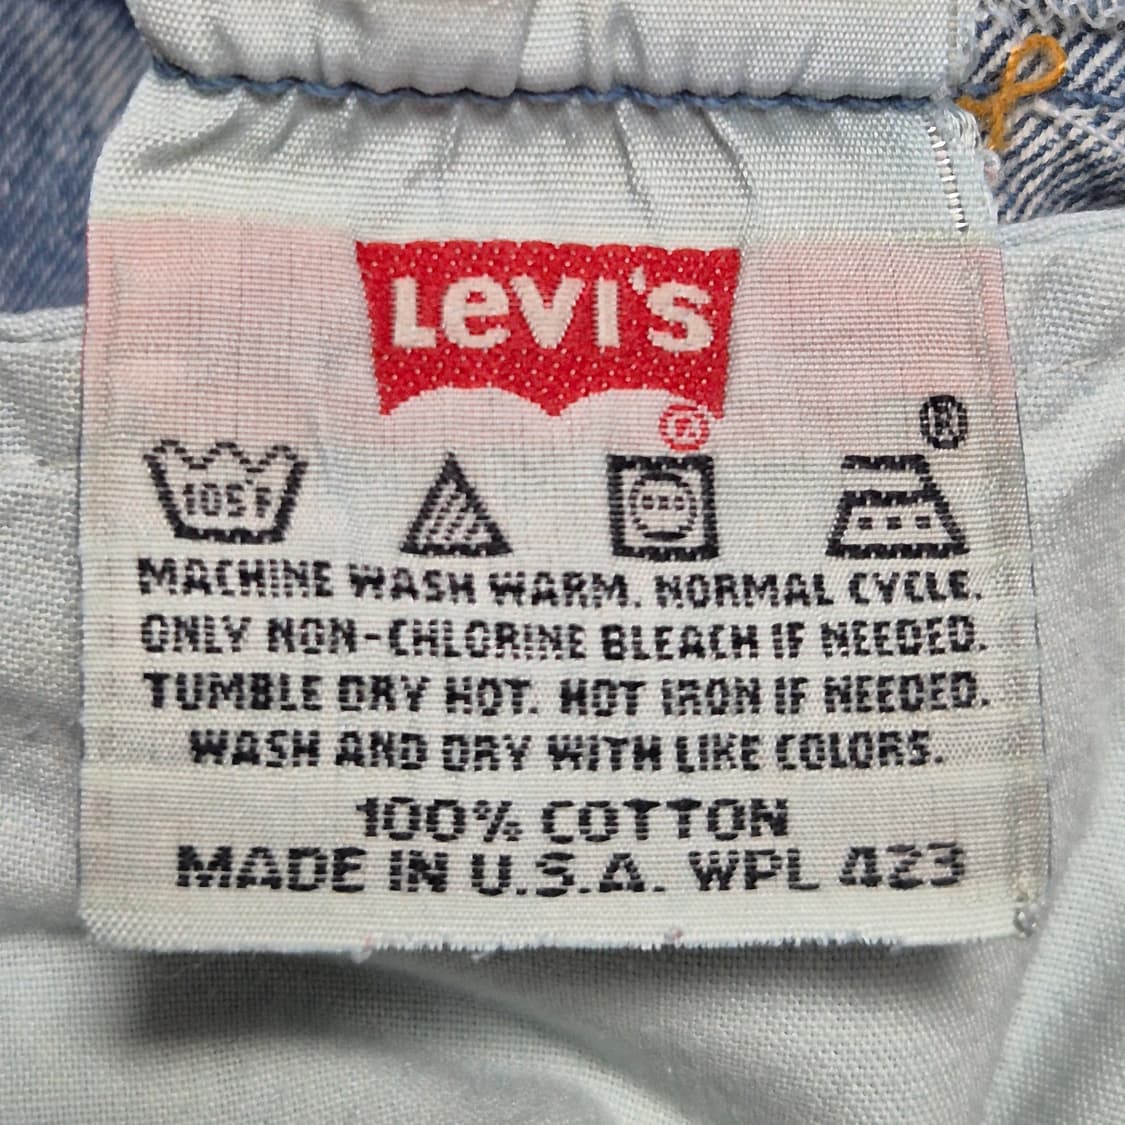 Levi's
®
®
105°F
MACHINE WASH WARM. NORMAL CYCLE.
ONLY NON-CHLORINE BLEACH IF NEEDED.
TUMBLE DRY HOT. HOT IRON IF NEEDED.
WASH AND DRY WITH LIKE COLORS.
100% COTTON
MADE IN U.S.A. WPL 423